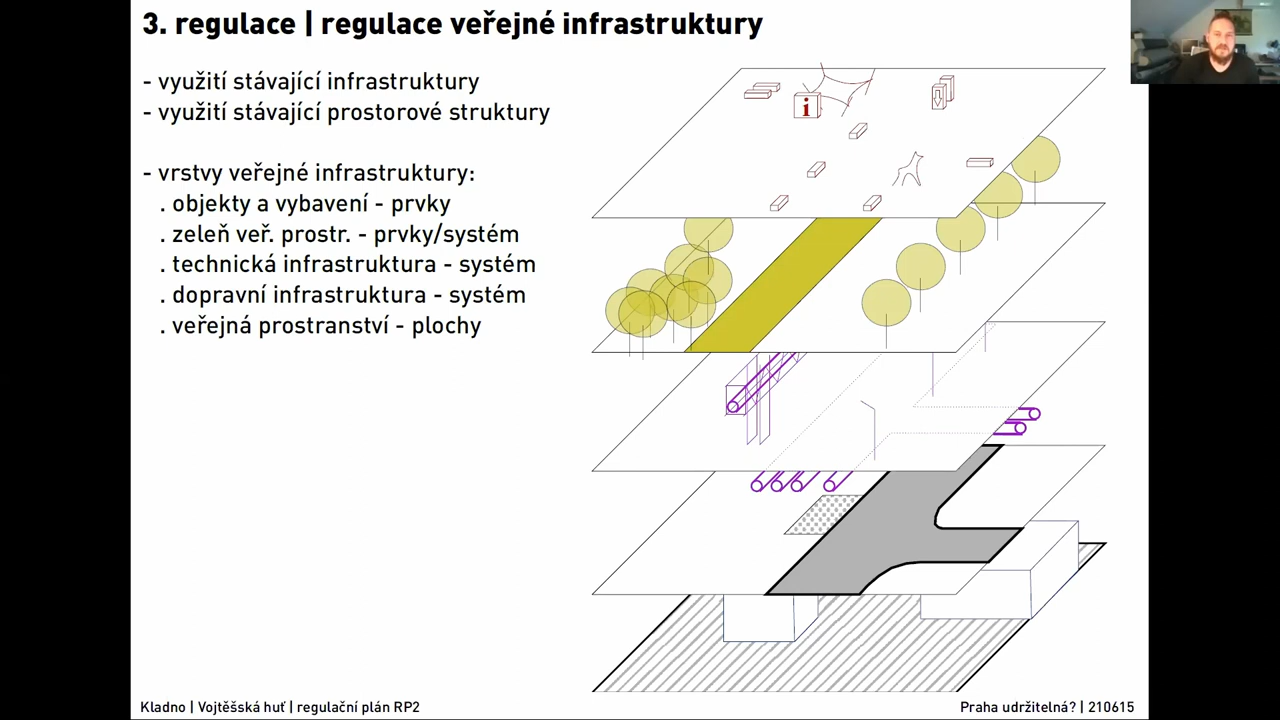 3. regulace | regulace veřejné infrastruktury
- využití stávající infrastruktury
- využití stávající prostorové struktury
- vrstvy veřejné infrastruktury:
. objekty a vybavení - prvky
. zeleň veř. prostr. - prvky/systém
. technická infrastruktura - systém
. dopravní infrastruktura - systém
. veřejná prostranství - plochy
i
Kladno | Vojtěšská huť | regulační plán RP2
Praha udržitelná? | 210615